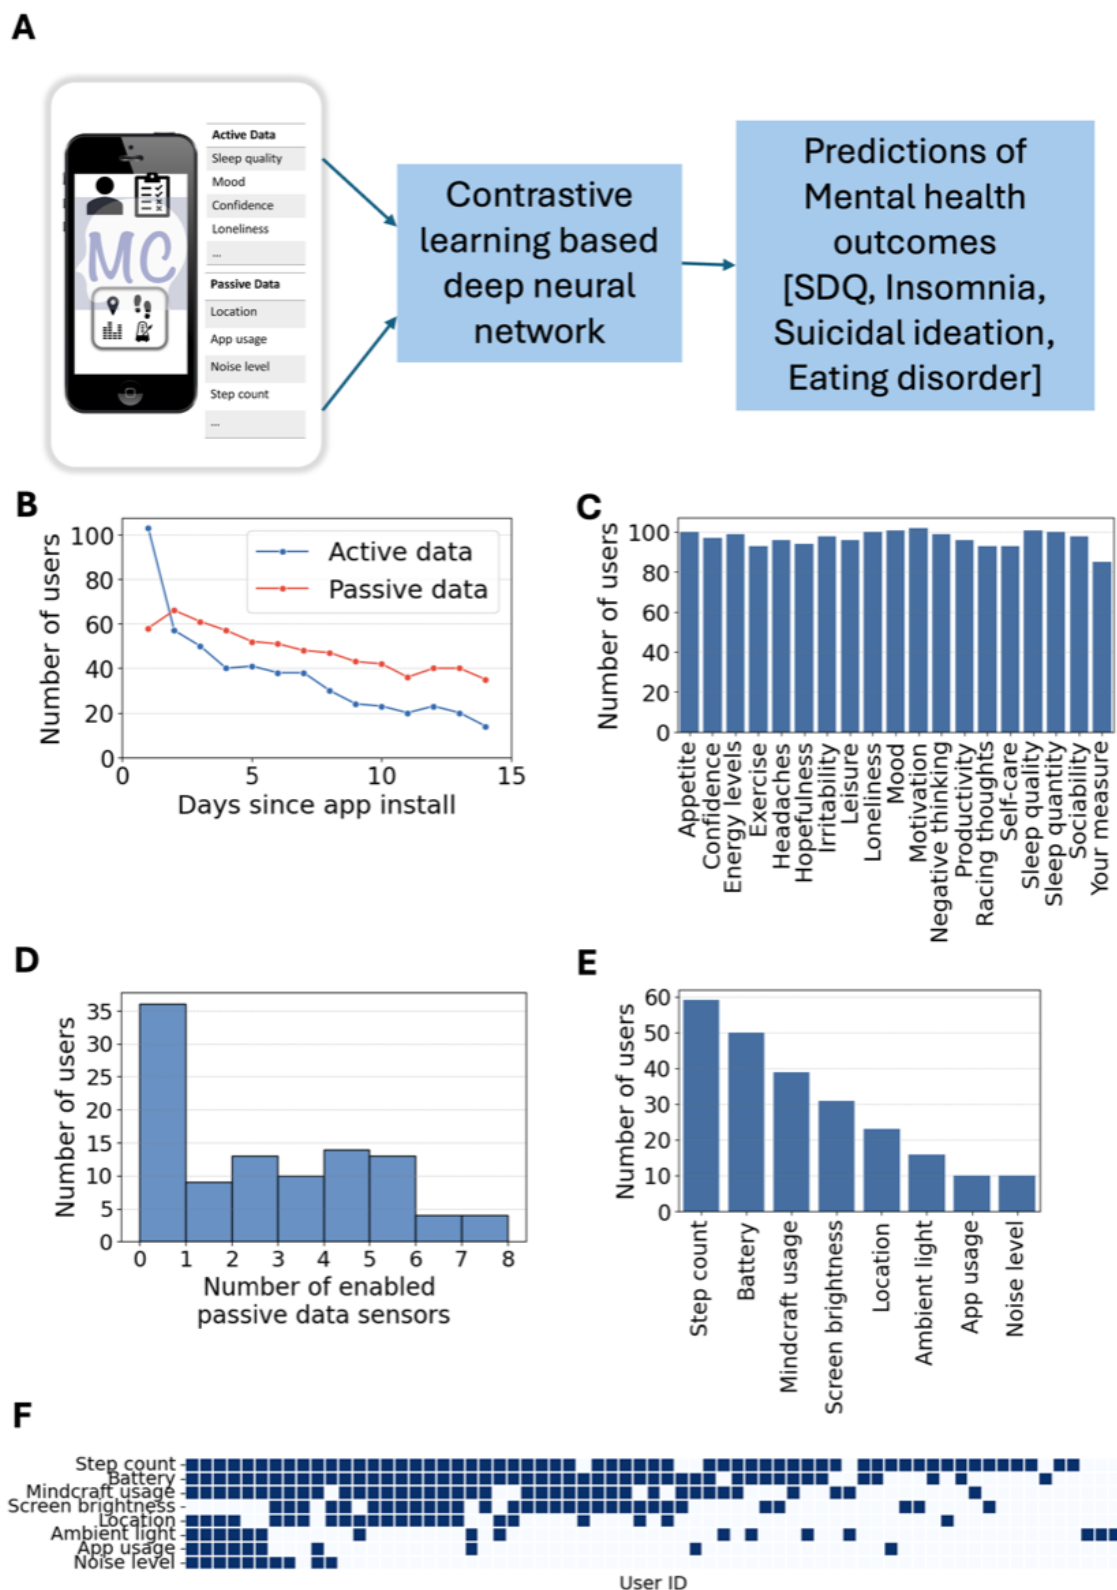 A
Active Data
Sleep quality
Mood
Confidence
Loneliness
...
Passive Data
Location
App usage
Noise level
Step count
...
MC
Contrastive
learning based
deep neural
network
Predictions of
Mental health
outcomes
[SDQ, Insomnia,
Suicidal ideation,
Eating disorder]
B
Number of users
100
80
60
40
20
0
Active data
Passive data
0
5
10
15
Days since app install
C
Number of users
100
80
60
40
20
0
Appetite
Confidence
Energy levels
Exercise
Headaches
Hopefulness
Irritability
Leisure
Loneliness
Mood
Motivation
Negative thinking
Productivity
Racing thoughts
Self-care
Sleep quality
Sleep quantity
Sociability
Your measure
D
Number of users
35
30
25
20
15
10
5
0
0 1 2 3 4 5 6 7 8
Number of enabled
passive data sensors
E
Number of users
60
50
40
30
20
10
0
Step count
Battery
Mindcraft usage
Screen brightness
Location
Ambient light
App usage
Noise level
F
Step count
Battery
Mindcraft usage
Screen brightness
Location
Ambient light
App usage
Noise level
User ID